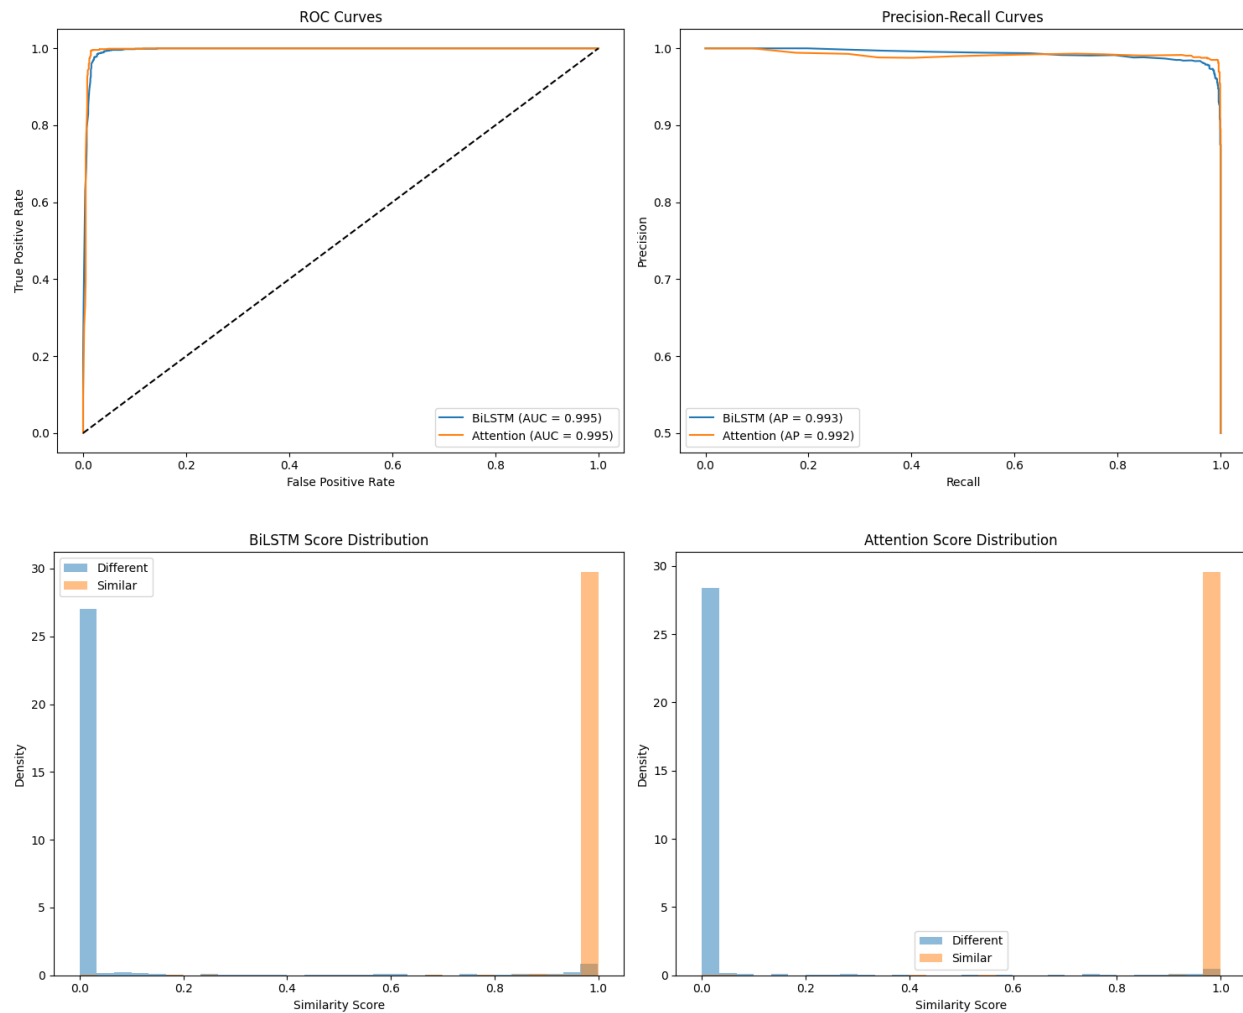 ROC Curves
1.0
0.8
0.6
0.4
0.2
0.0
True Positive Rate
BiLSTM (AUC = 0.995)
Attention (AUC = 0.995)
0.0 0.2 0.4 0.6 0.8 1.0
False Positive Rate
Precision-Recall Curves
1.0
0.9
0.8
0.7
0.6
0.5
Precision
BiLSTM (AP = 0.993)
Attention (AP = 0.992)
0.0 0.2 0.4 0.6 0.8 1.0
Recall
BiLSTM Score Distribution
Different
Similar
30
25
20
15
10
5
0
Density
0.0 0.2 0.4 0.6 0.8 1.0
Similarity Score
Attention Score Distribution
30
25
20
15
10
5
0
Density
Different
Similar
0.0 0.2 0.4 0.6 0.8 1.0
Similarity Score